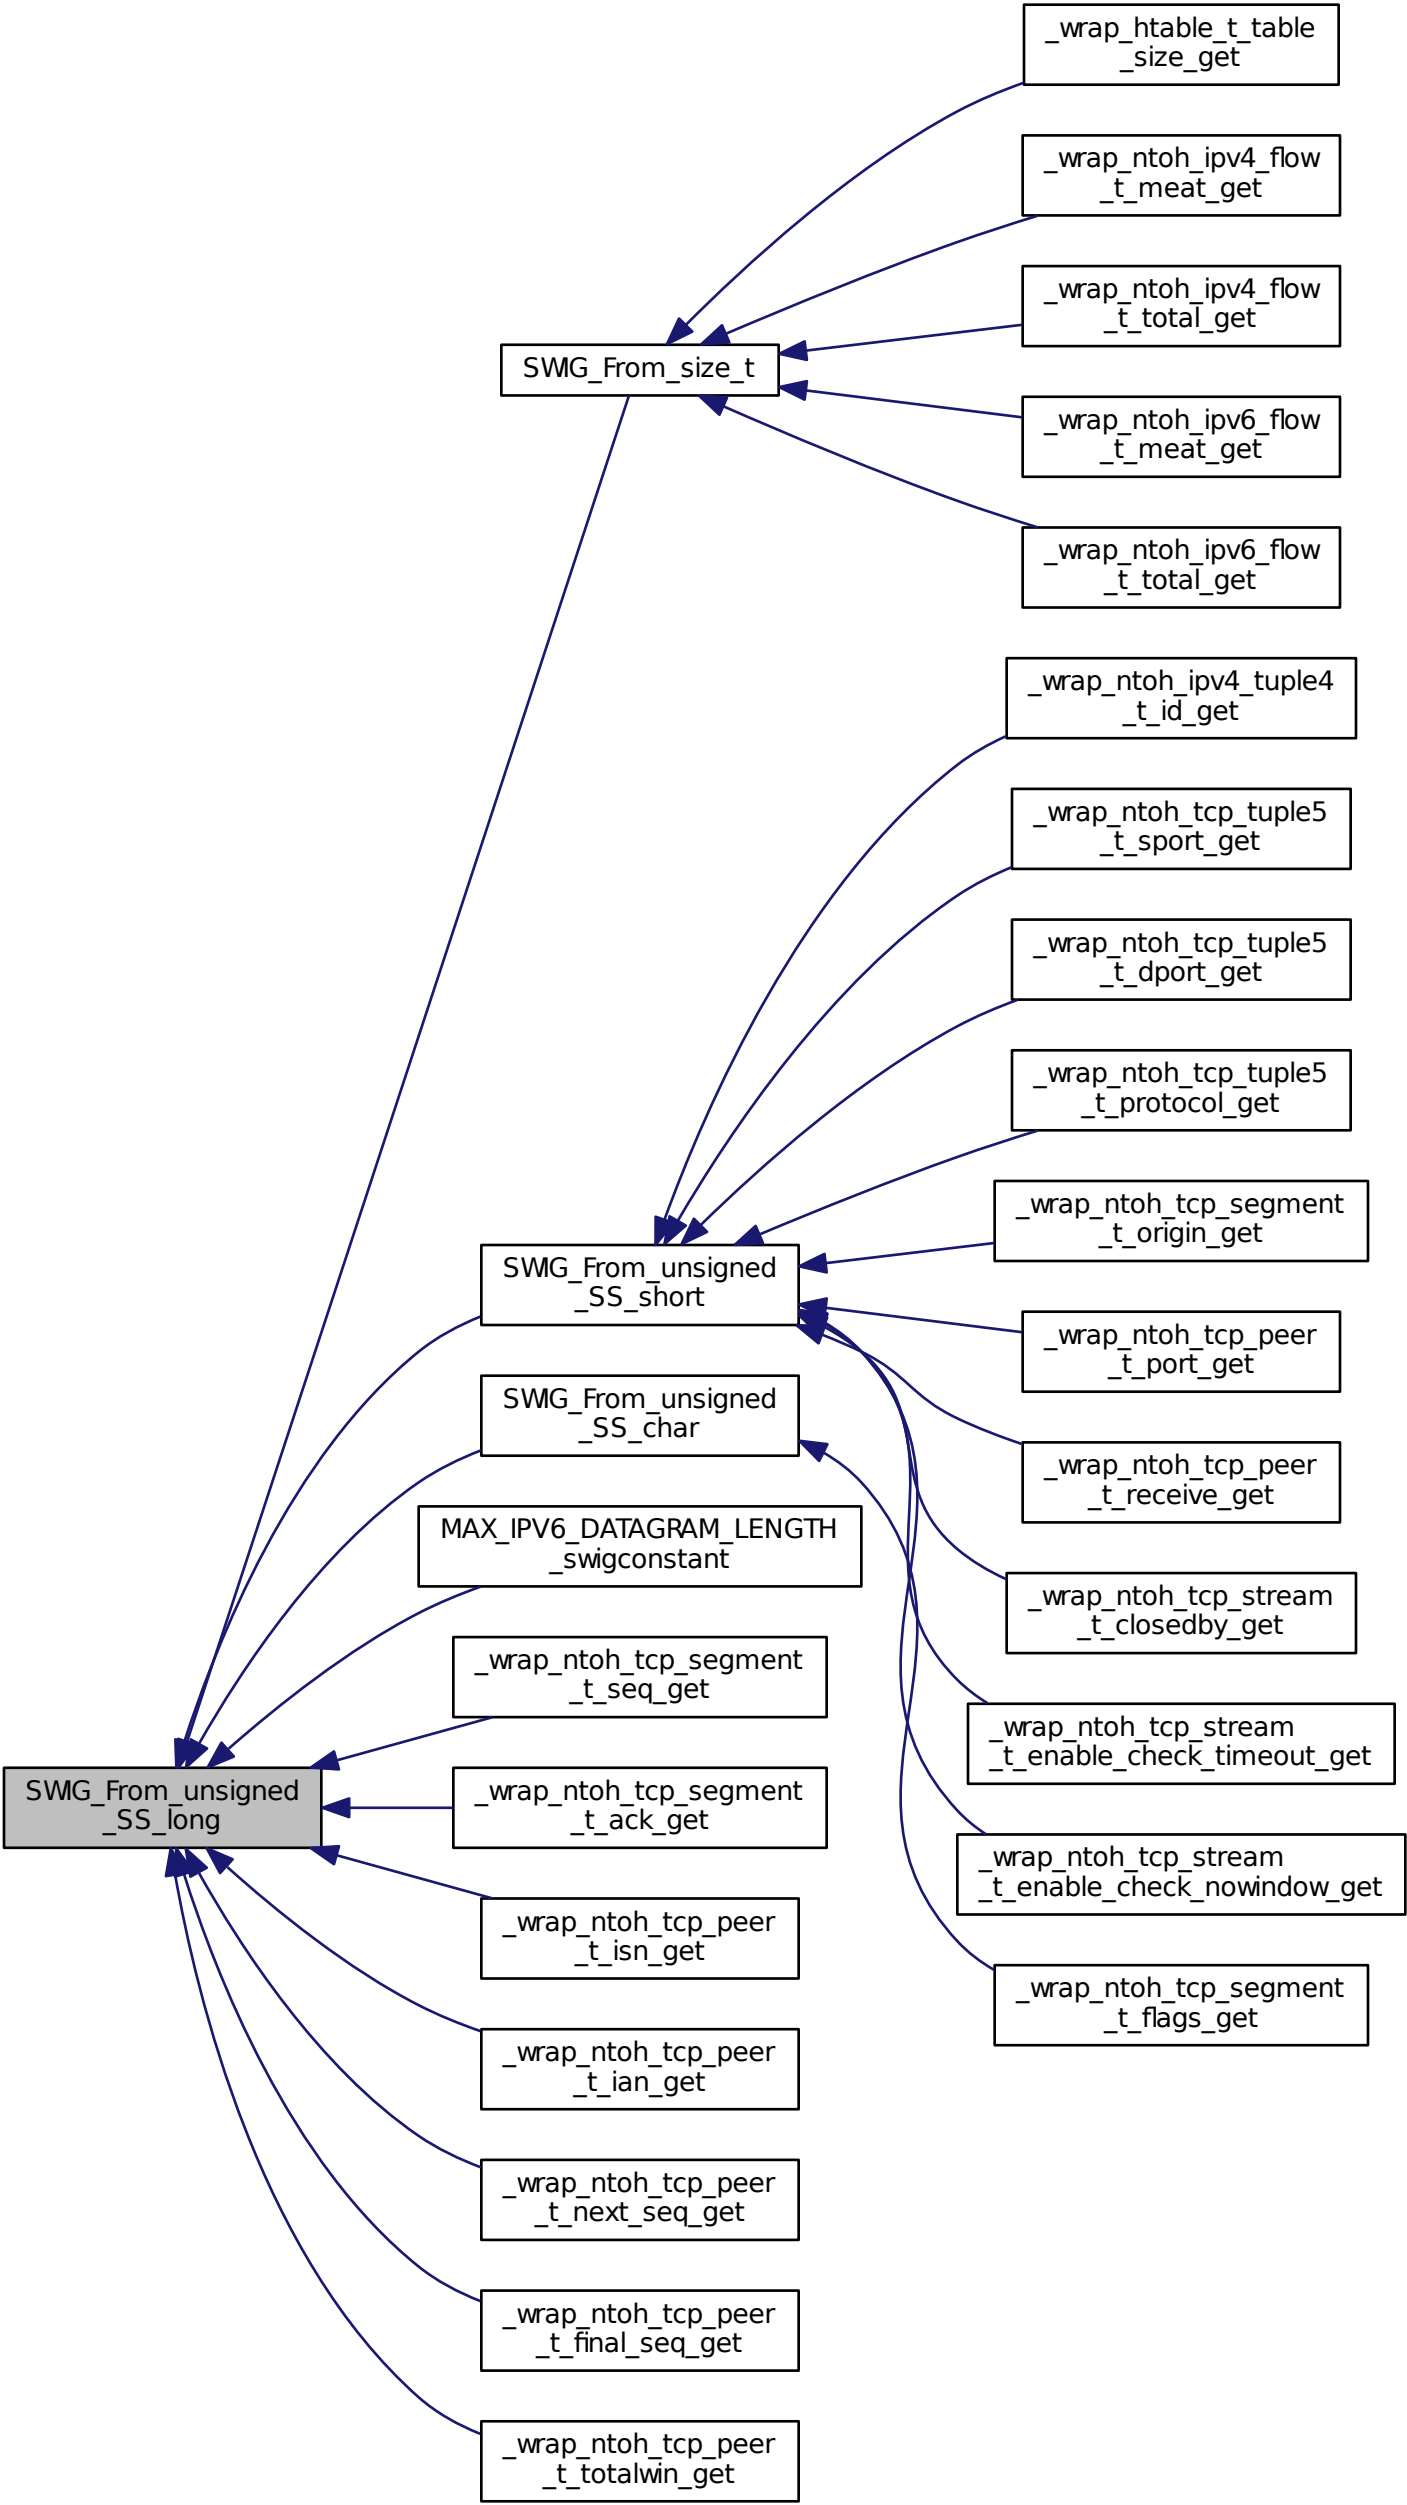 _wrap_htable_t_table
_size_get
_wrap_ntoh_ipv4_flow
_t_meat_get
_wrap_ntoh_ipv4_flow
_t_total_get
SWIG_From_size_t
_wrap_ntoh_ipv6_flow
_t_meat_get
_wrap_ntoh_ipv6_flow
_t_total_get
_wrap_ntoh_ipv4_tuple4
_t_id_get
_wrap_ntoh_tcp_tuple5
_t_sport_get
_wrap_ntoh_tcp_tuple5
_t_dport_get
_wrap_ntoh_tcp_tuple5
_t_protocol_get
_wrap_ntoh_tcp_segment
_t_origin_get
SWIG_From_unsigned
_SS_short
_wrap_ntoh_tcp_peer
_t_port_get
SWIG_From_unsigned
_SS_char
_wrap_ntoh_tcp_peer
_t_receive_get
MAX_IPV6_DATAGRAM_LENGTH
_swigconstant
_wrap_ntoh_tcp_stream
_t_closedby_get
_wrap_ntoh_tcp_segment
_t_seq_get
_wrap_ntoh_tcp_stream
_t_enable_check_timeout_get
SWIG_From_unsigned
_SS_long
_wrap_ntoh_tcp_segment
_t_ack_get
_wrap_ntoh_tcp_stream
_t_enable_check_nowindow_get
_wrap_ntoh_tcp_peer
_t_isn_get
_wrap_ntoh_tcp_segment
_t_flags_get
_wrap_ntoh_tcp_peer
_t_ian_get
_wrap_ntoh_tcp_peer
_t_next_seq_get
_wrap_ntoh_tcp_peer
_t_final_seq_get
_wrap_ntoh_tcp_peer
_t_totalwin_get